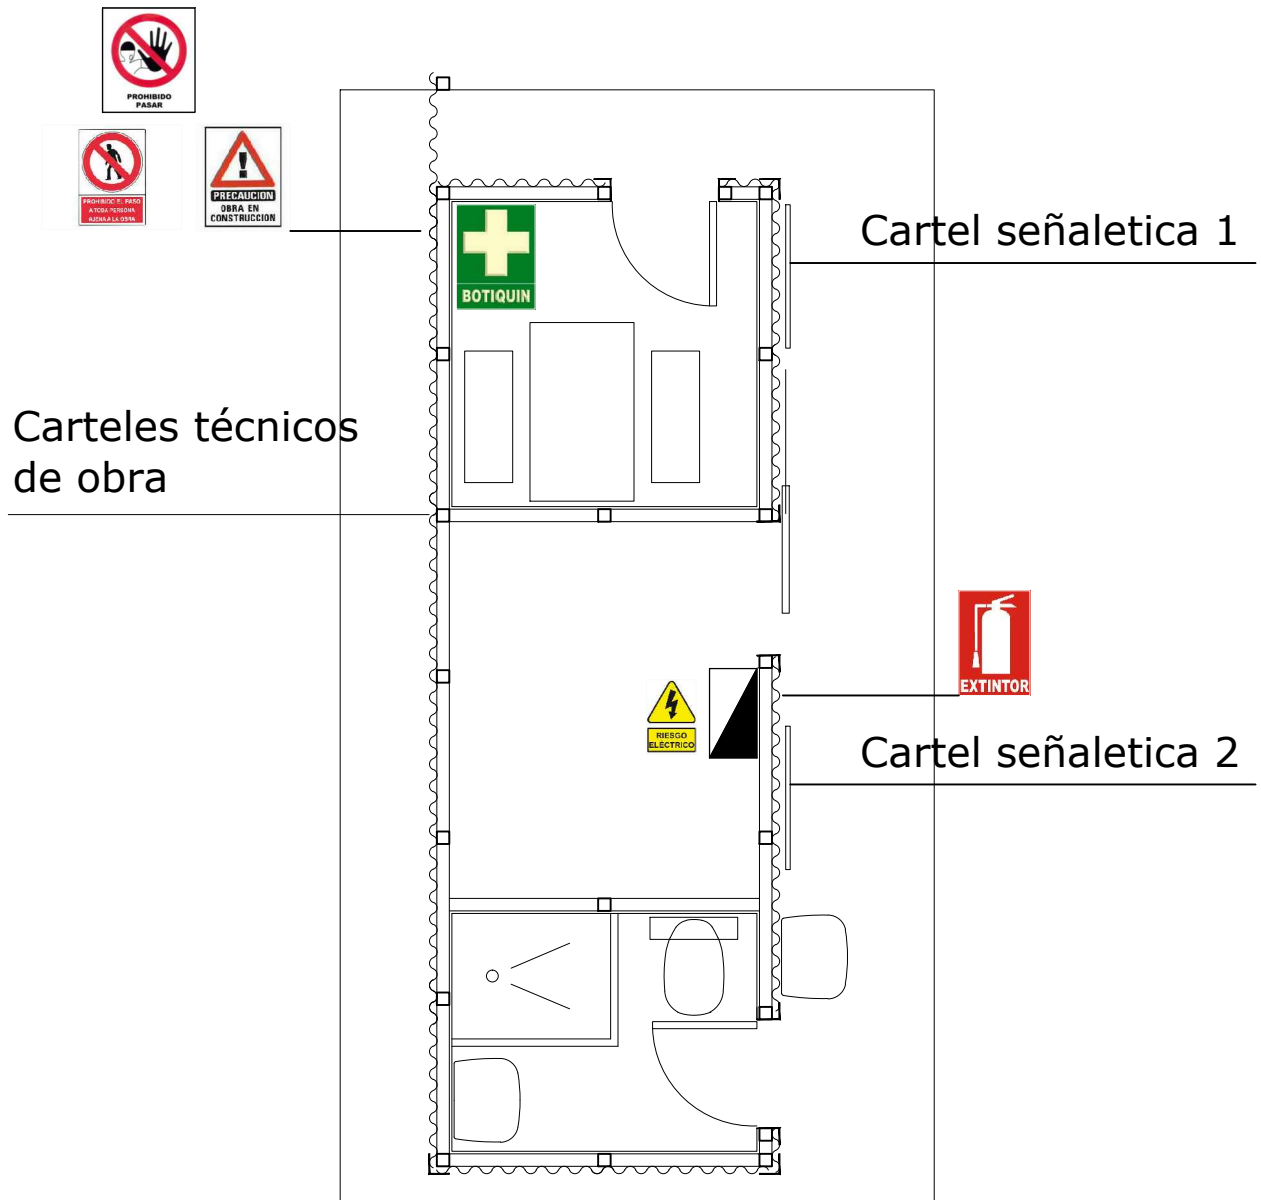 PROHIBIDO
PASAR
PROHIBIDO EL PASO
A TODA PERSONA
AJENA A LA OBRA
PRECAUCION
OBRA EN
CONSTRUCCION
Cartel señaletica 1
BOTIQUIN
Carteles técnicos
de obra
EXTINTOR
RIESGO
ELÉCTRICO
Cartel señaletica 2